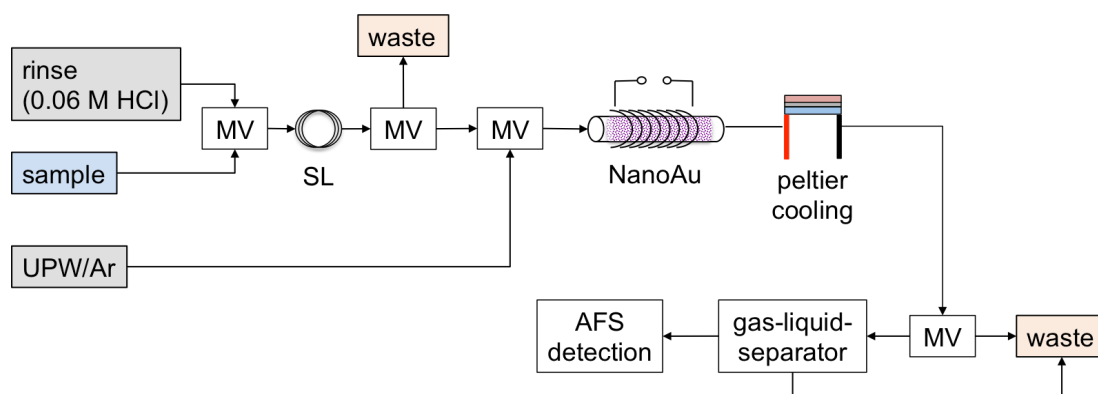 waste
rinse
(0.06 M HCl)
MV
MV
MV
sample
SL
NanoAu
peltier
cooling
UPW/Ar
AFS
detection
gas-liquid-
separator
MV
waste